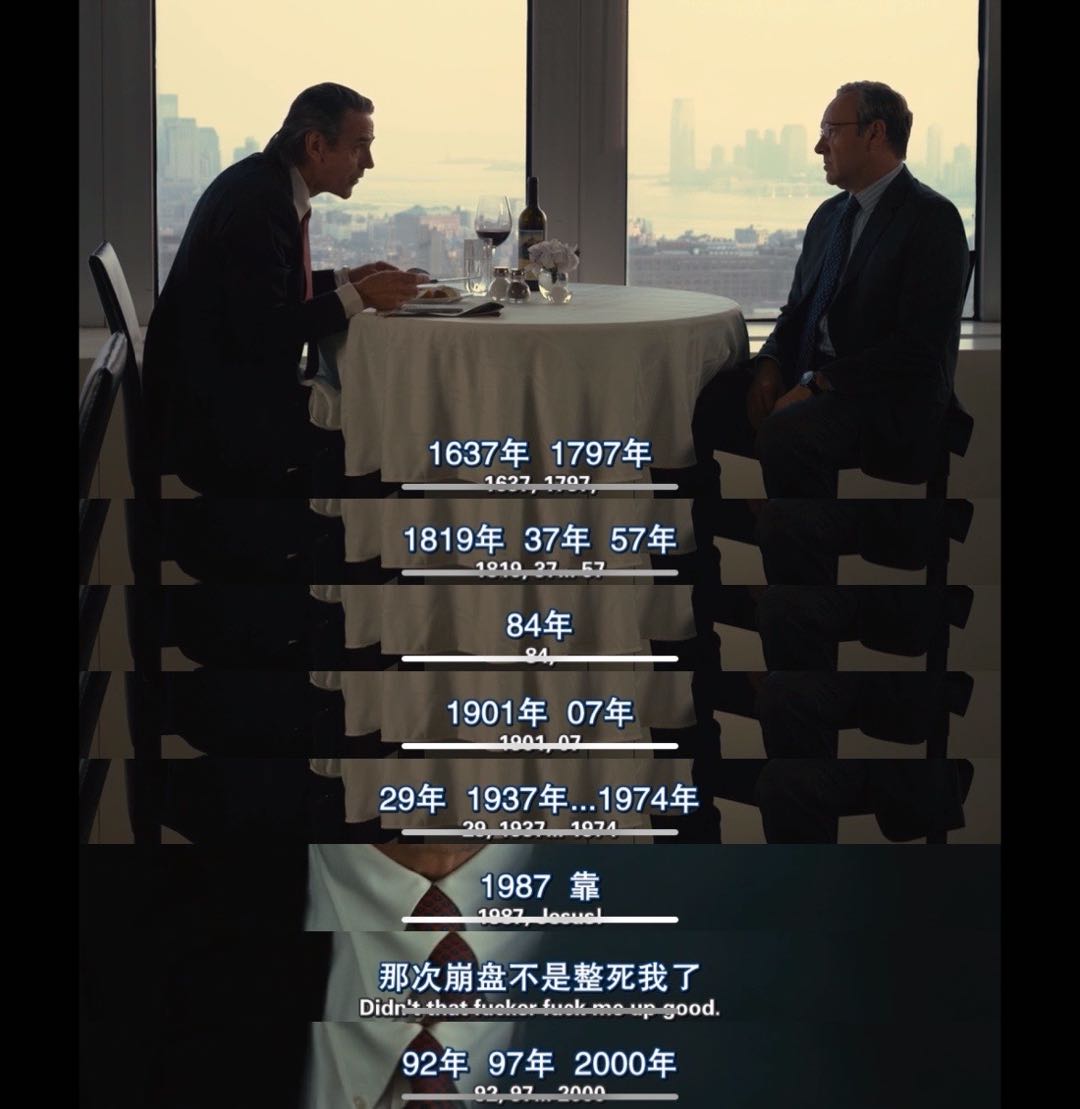 1637年 1797年
1637, 1797,
1819年 37年 57年
1819, 37... 57
84年
84,
1901年 07年
1901, 07
29年 1937年...1974年
29, 1937... 1974
1987 靠
1987, Jesus!
那次崩盘不是整死我了
Didn't that fucker fuck me up good.
92年 97年 2000年
92, 97... 2000